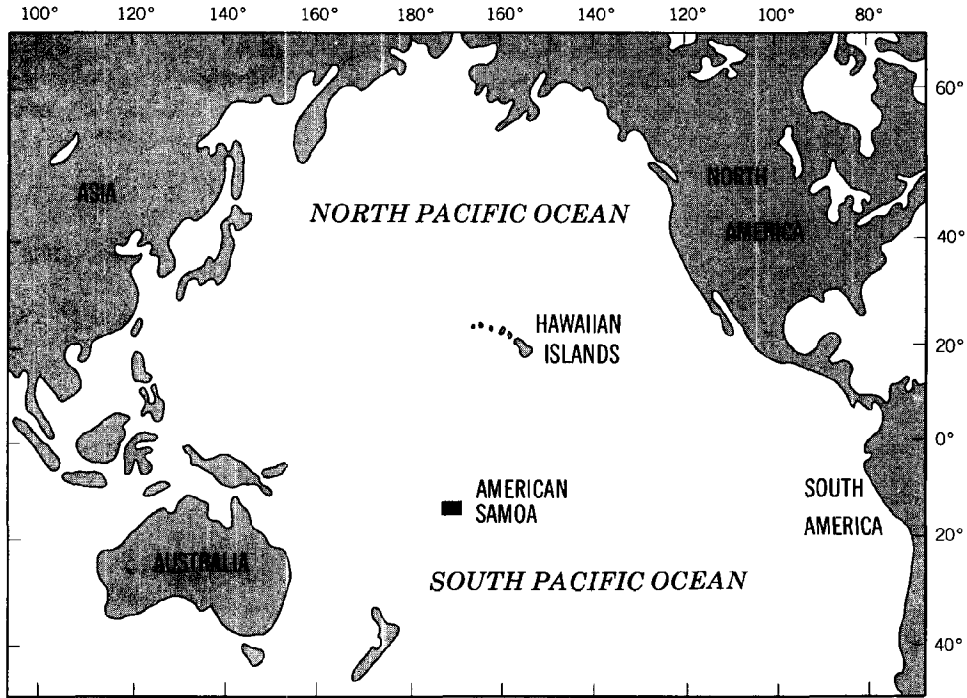 100° 120° 140° 160° 180° 160° 140° 120° 100° 80°
60°
ASIA
NORTH
NORTH PACIFIC OCEAN
AMERICA
40°
HAWAIIAN
ISLANDS
20°
0°
AMERICAN
SAMOA
SOUTH
AMERICA
20°
AUSTRALIA
SOUTH PACIFIC OCEAN
40°